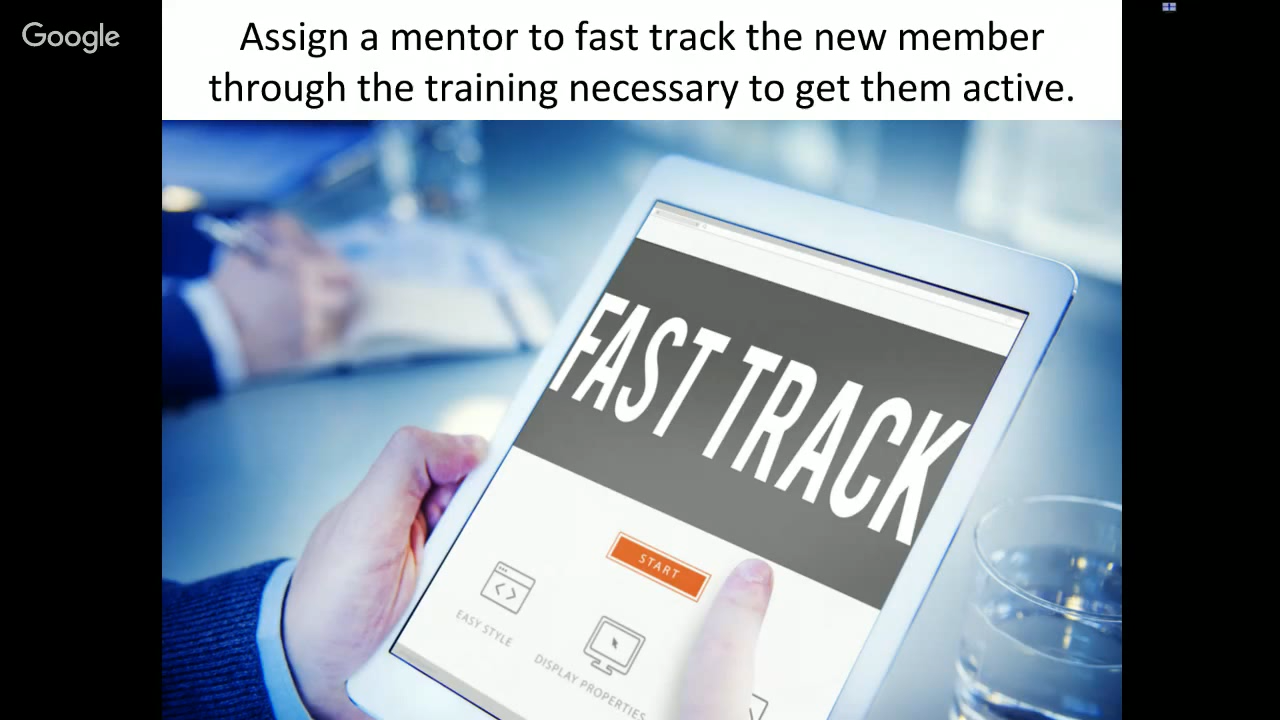 Google
Assign a mentor to fast track the new member
through the training necessary to get them active.
FAST TRACK
START
EASY STYLE
DISPLAY PROPERTIES